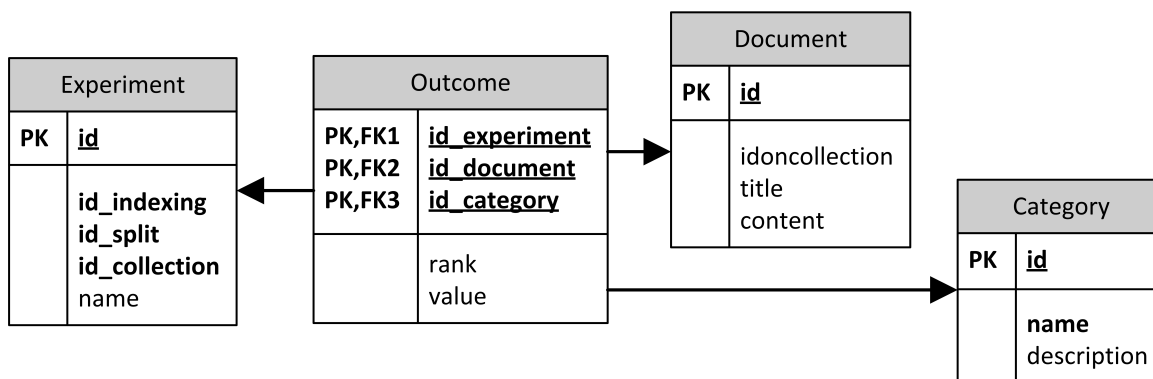 Experiment
PK id
id_indexing
id_split
id_collection
name
Outcome
PK,FK1 id_experiment
PK,FK2 id_document
PK,FK3 id_category
rank
value
Document
PK id
idoncollection
title
content
Category
PK id
name
description